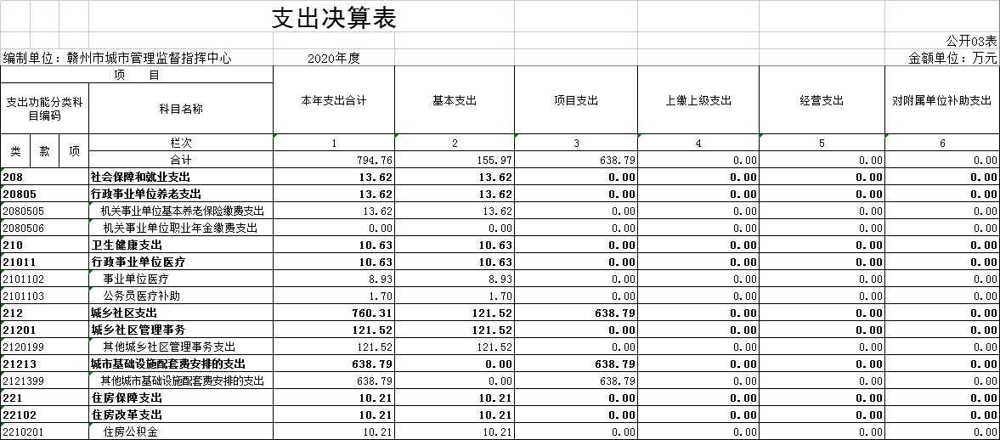 支出决算表
公开03表
编制单位：赣州市城市管理监督指挥中心 2020年度 金额单位：万元
项 目 本年支出合计 基本支出 项目支出 上缴上级支出 经营支出 对附属单位补助支出
支出功能分类科目编码 科目名称
类 款 项 栏次 1 2 3 4 5 6
合计 794.76 155.97 638.79 0.00 0.00 0.00
208 社会保障和就业支出 13.62 13.62 0.00 0.00 0.00 0.00
20805 行政事业单位养老支出 13.62 13.62 0.00 0.00 0.00 0.00
2080505 机关事业单位基本养老保险缴费支出 13.62 13.62 0.00 0.00 0.00 0.00
2080506 机关事业单位职业年金缴费支出 0.00 0.00 0.00 0.00 0.00 0.00
210 卫生健康支出 10.63 10.63 0.00 0.00 0.00 0.00
21011 行政事业单位医疗 10.63 10.63 0.00 0.00 0.00 0.00
2101102 事业单位医疗 8.93 8.93 0.00 0.00 0.00 0.00
2101103 公务员医疗补助 1.70 1.70 0.00 0.00 0.00 0.00
212 城乡社区支出 760.31 121.52 638.79 0.00 0.00 0.00
21201 城乡社区管理事务 121.52 121.52 0.00 0.00 0.00 0.00
2120199 其他城乡社区管理事务支出 121.52 121.52 0.00 0.00 0.00 0.00
21213 城市基础设施配套费安排的支出 638.79 0.00 638.79 0.00 0.00 0.00
2121399 其他城市基础设施配套费安排的支出 638.79 0.00 638.79 0.00 0.00 0.00
221 住房保障支出 10.21 10.21 0.00 0.00 0.00 0.00
22102 住房改革支出 10.21 10.21 0.00 0.00 0.00 0.00
2210201 住房公积金 10.21 10.21 0.00 0.00 0.00 0.00